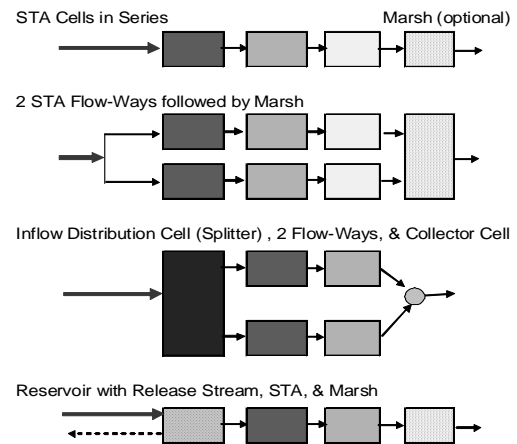 STA Cells in Series
Marsh (optional)
2 STA Flow-Ways followed by Marsh
Inflow Distribution Cell (Splitter) , 2 Flow-Ways, & Collector Cell
Reservoir with Release Stream, STA, & Marsh